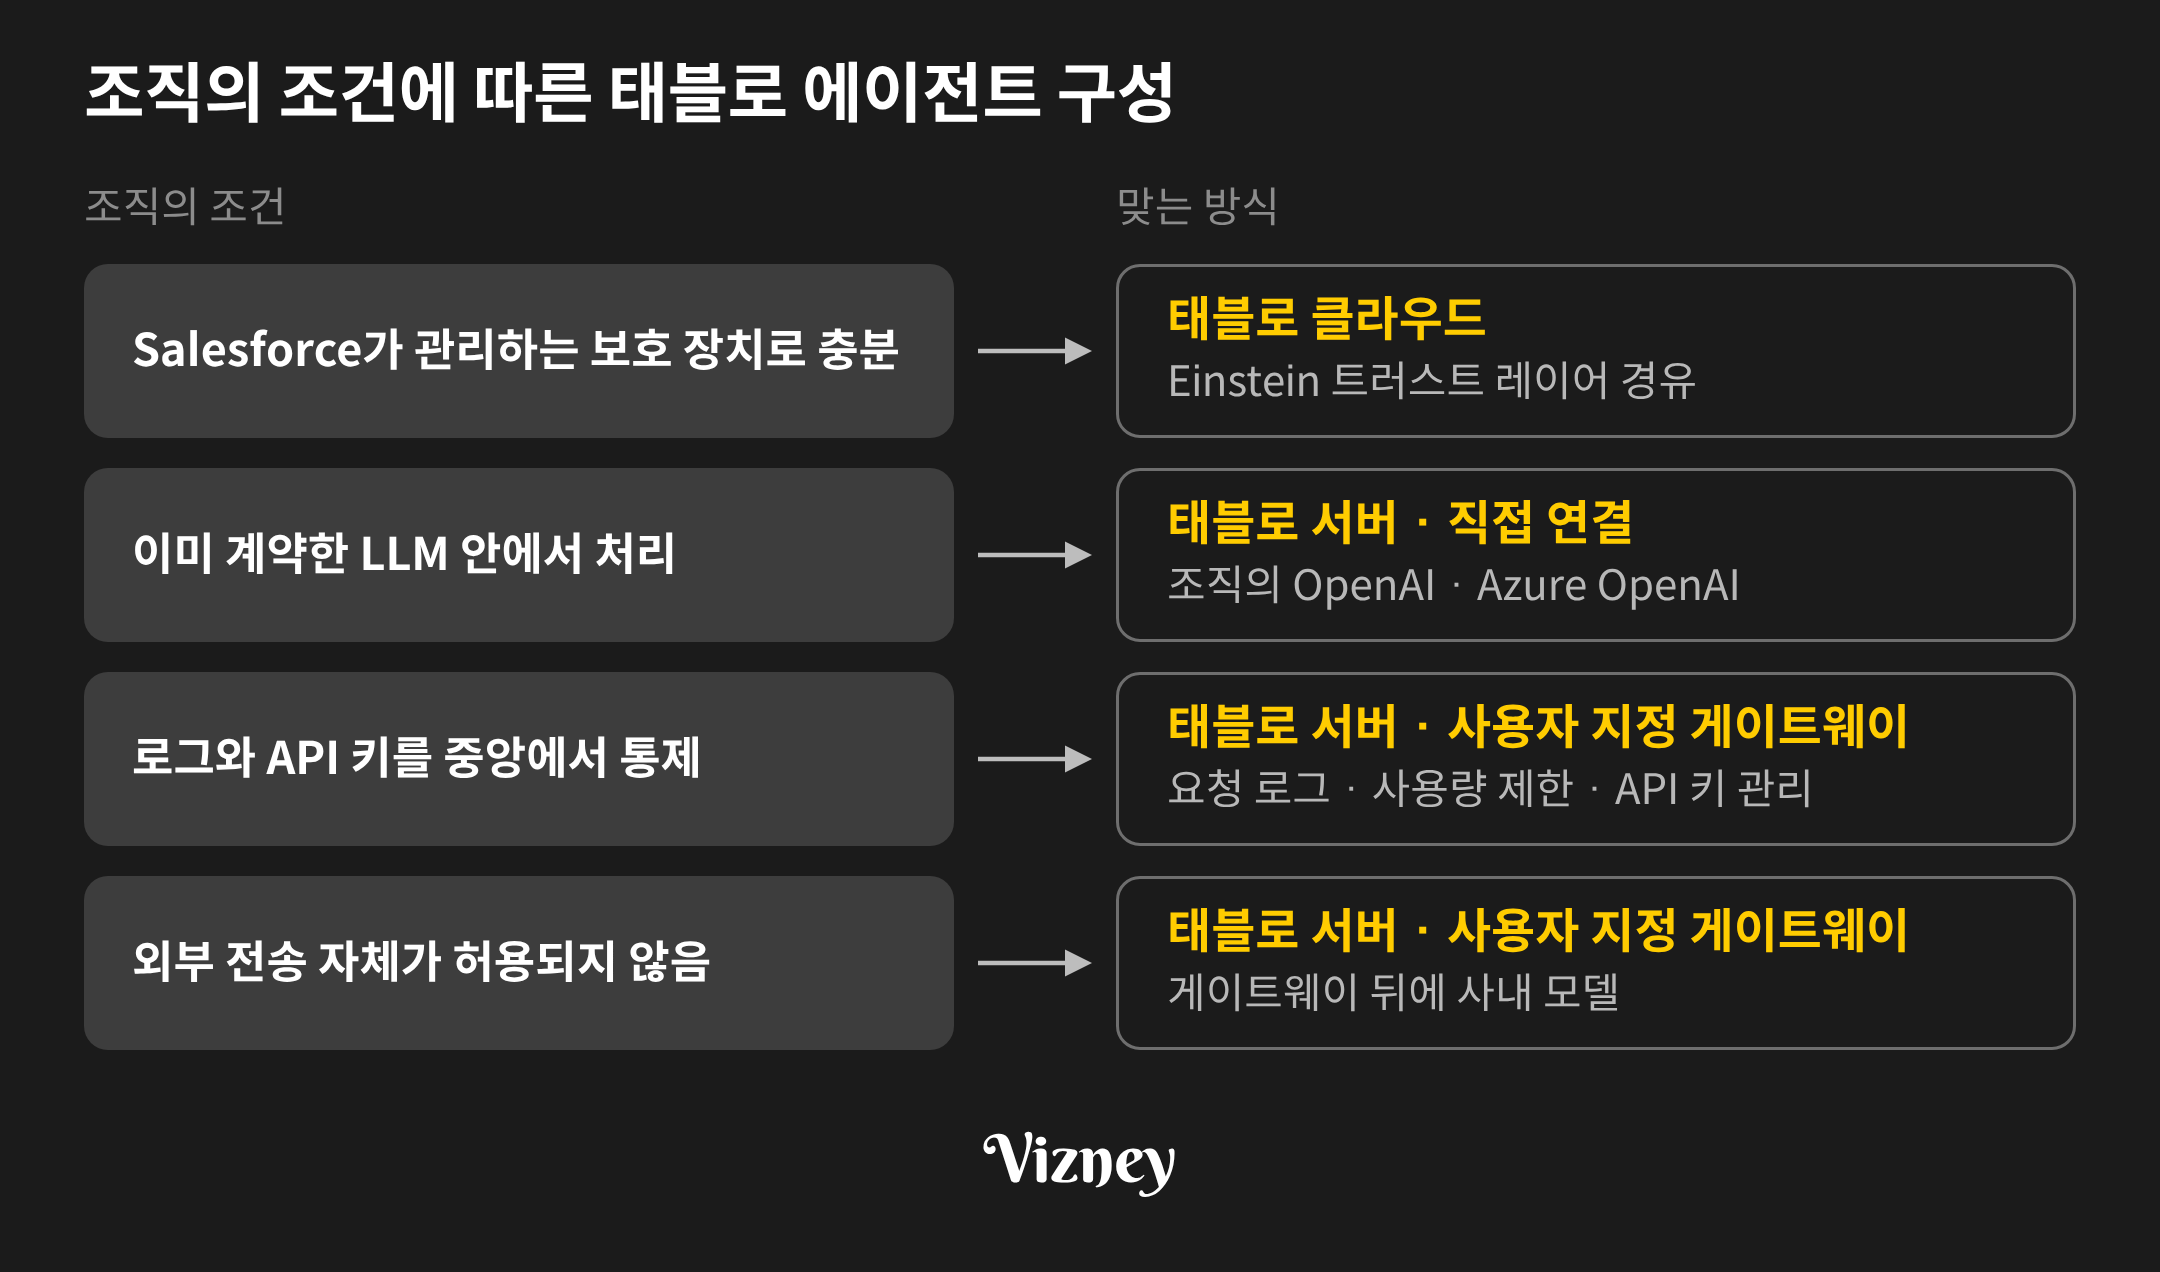 조직의 조건에 따른 태블로 에이전트 구성
조직의 조건
맞는 방식
Salesforce가 관리하는 보호 장치로 충분
태블로 클라우드
Einstein 트러스트 레이어 경유
이미 계약한 LLM 안에서 처리
태블로 서버 · 직접 연결
조직의 OpenAI · Azure OpenAI
로그와 API 키를 중앙에서 통제
태블로 서버 · 사용자 지정 게이트웨이
요청 로그 · 사용량 제한 · API 키 관리
외부 전송 자체가 허용되지 않음
태블로 서버 · 사용자 지정 게이트웨이
게이트웨이 뒤에 사내 모델
Vizney